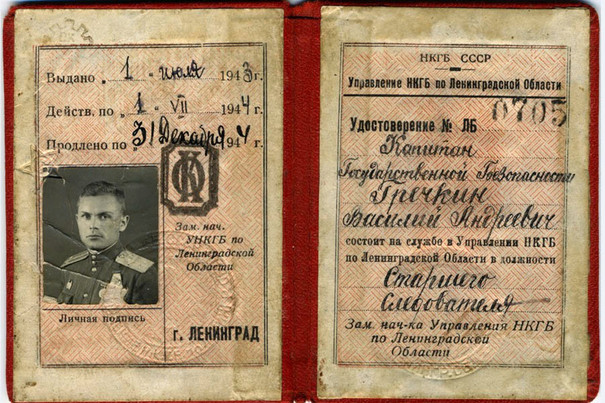 Выдано „ 1 " июля 1943 г.
Действ. по „ 1 " VII 1944 г.
Продлено по „ 31 " Декабря 1944 г.
Зам. нач.
УНКГБ по
Ленинградской
Области
Личная подпись
г. ЛЕНИНГРАД
НКГБ СССР
Управление НКГБ по Ленинградской Области
0705
Удостоверение № ЛБ
Капитан
Государственной Безопасности
Гречкин
Василий Андреевич
состоит на службе в Управлении НКГБ
по Ленинградской Области в должности
Старшего
Следователя
Зам. нач-ка Управления НКГБ
по Ленинградской
Области